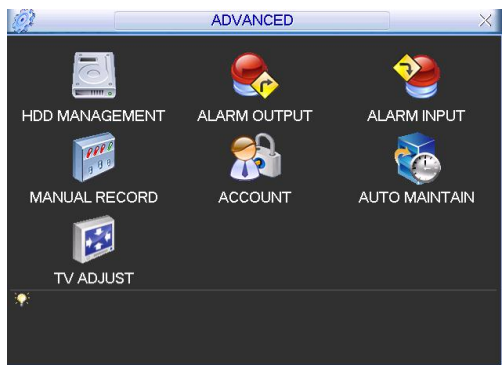 ADVANCED
HDD MANAGEMENT ALARM OUTPUT ALARM INPUT
MANUAL RECORD ACCOUNT AUTO MAINTAIN
TV ADJUST